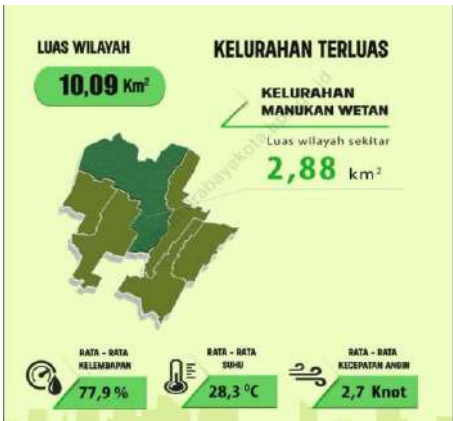 LUAS WILAYAH
10,09 Km²
KELURAHAN TERLUAS
KELURAHAN
MANUKAN WETAN
Luas wilayah sekitar
2,88 km²
RATA - RATA
KELEMBAPAN
77,9 %
RATA - RATA
SUHU
28,3 ⁰C
RATA - RATA
KECEPATAN ANGIN
2,7 Knot